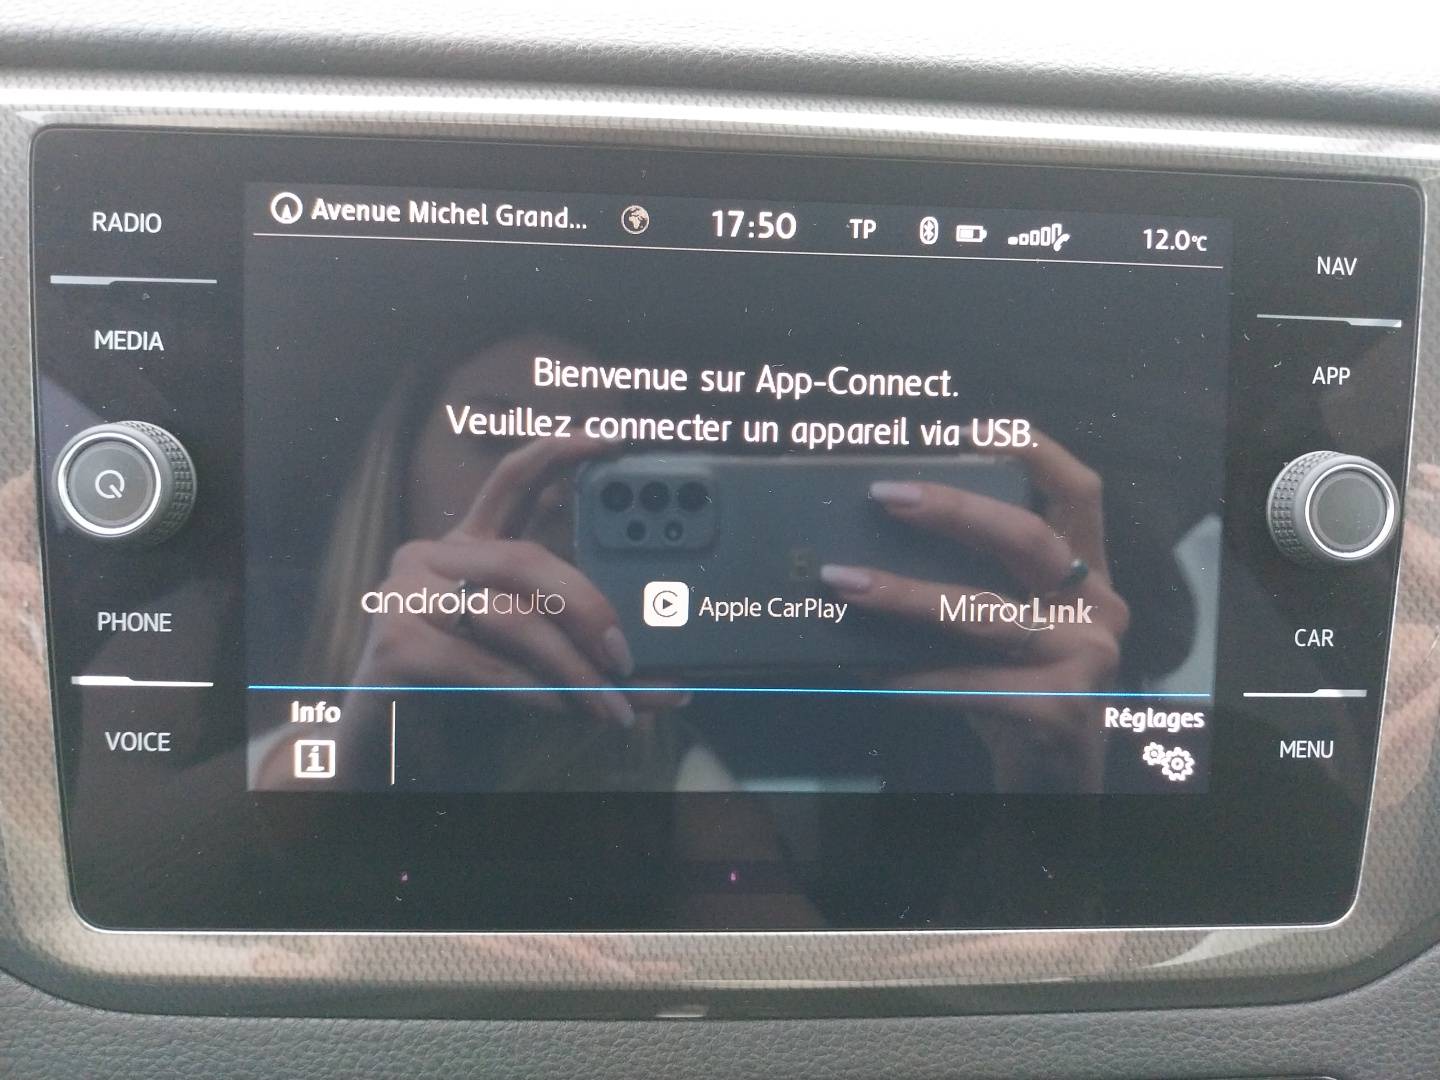 RADIO
MEDIA
PHONE
VOICE
Avenue Michel Grand...
17:50
TP
12.0°C
Bienvenue sur App-Connect.
Veuillez connecter un appareil via USB.
androidauto
Apple CarPlay
MirrorLink
Info
i
Réglages
NAV
APP
CAR
MENU